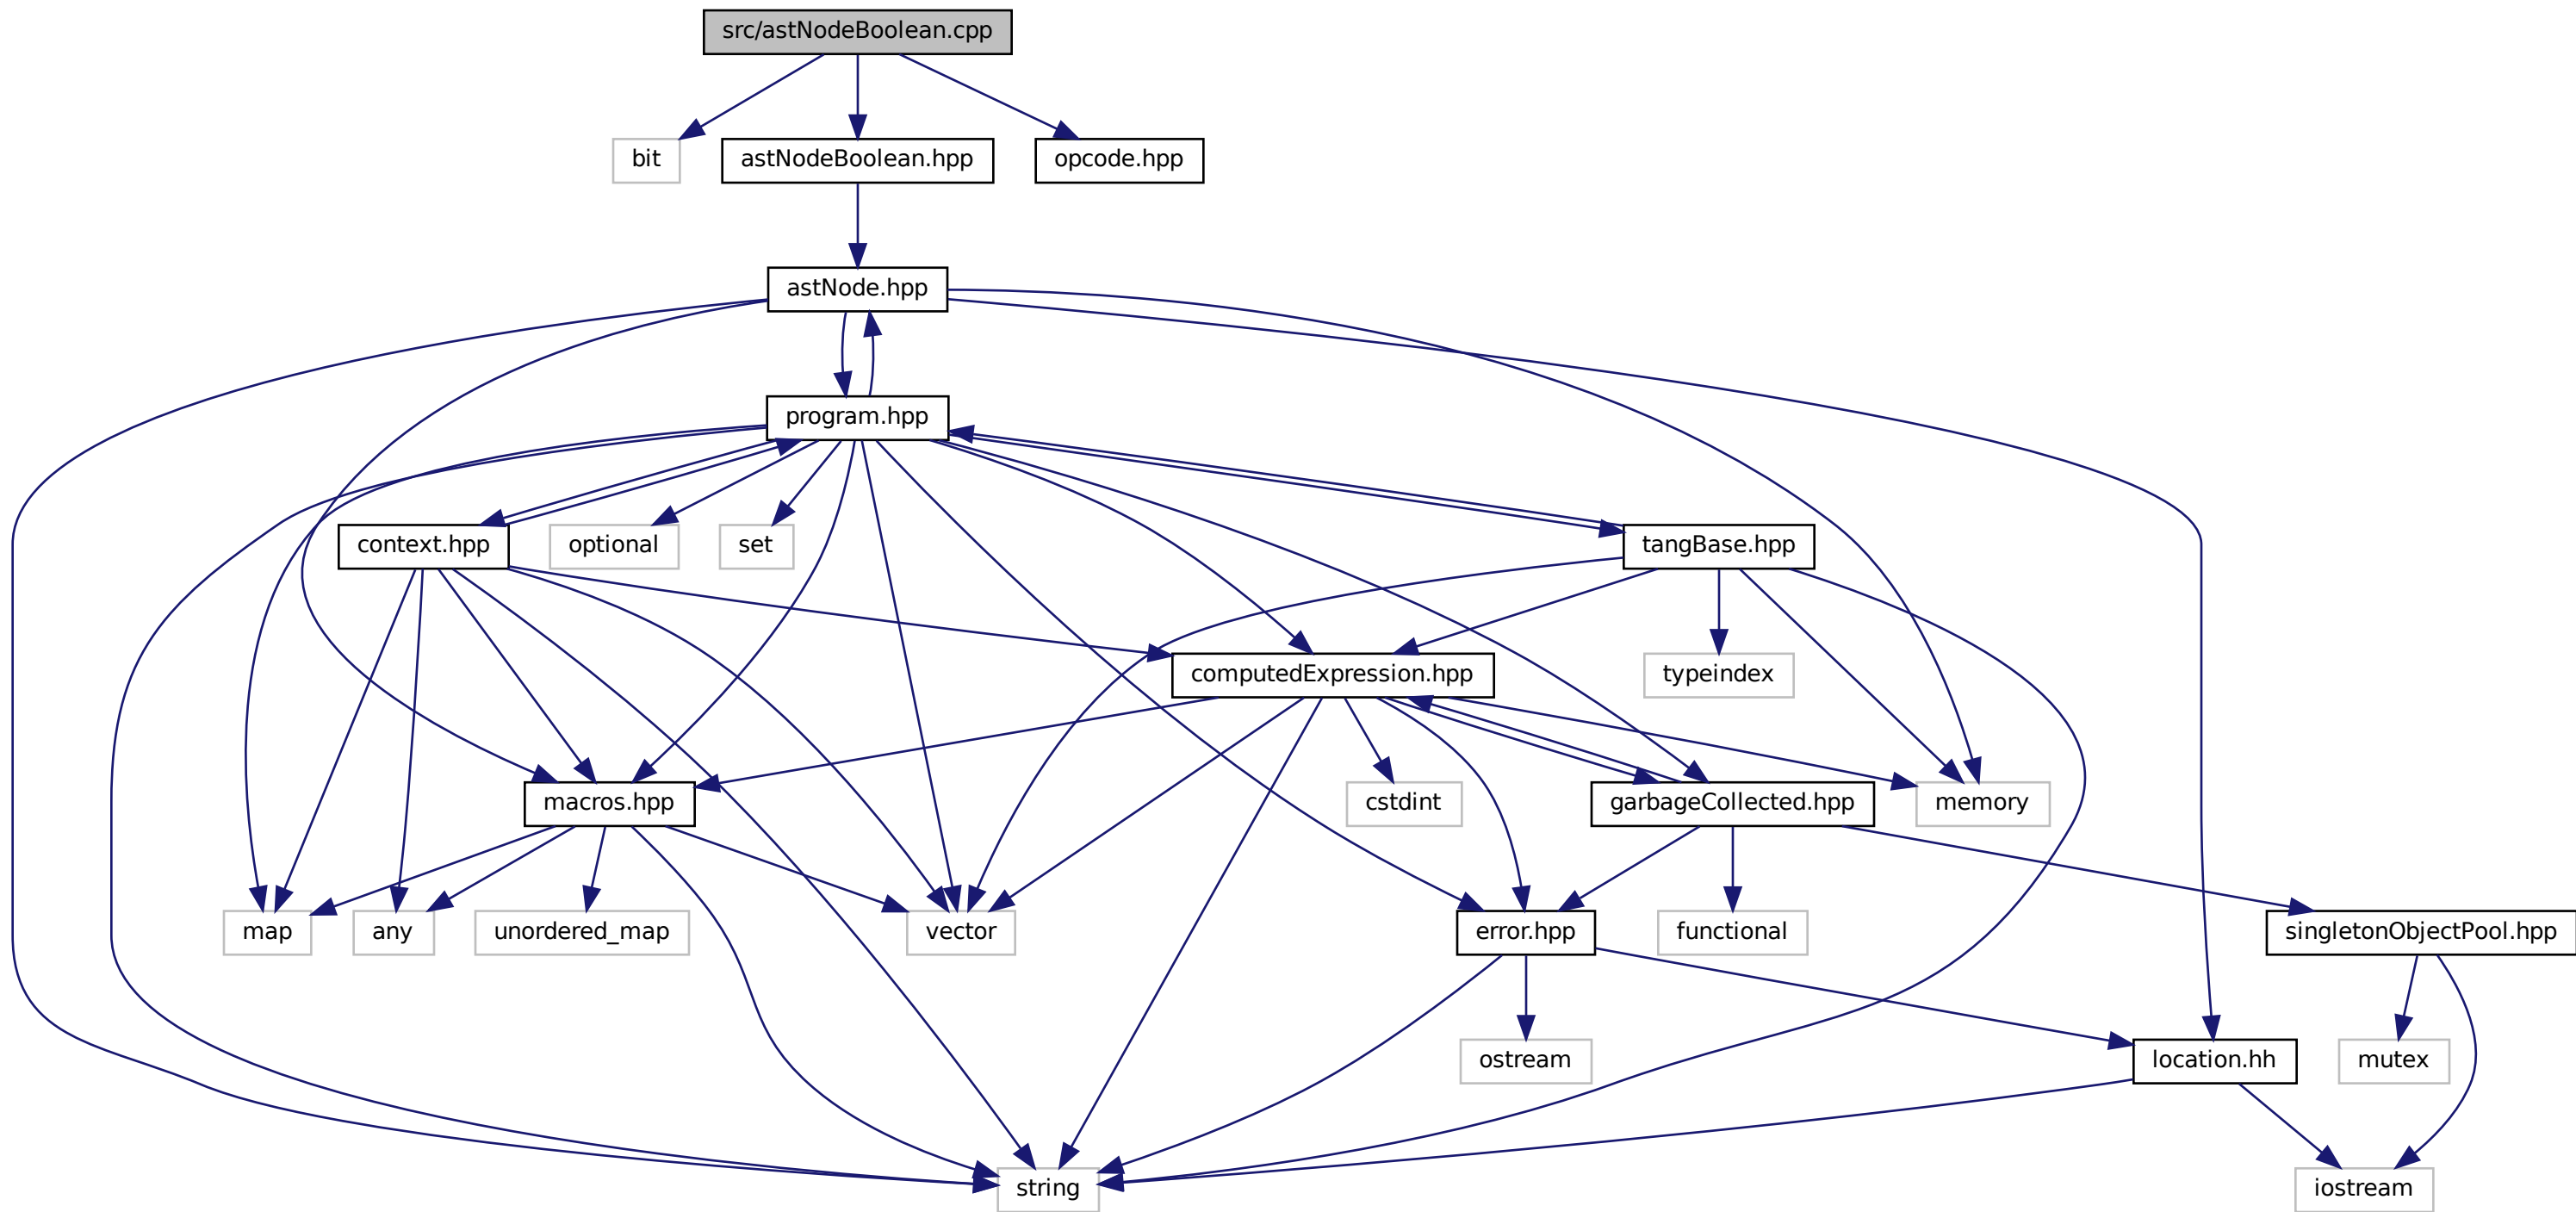 src/astNodeBoolean.cpp
bit
astNodeBoolean.hpp
opcode.hpp
astNode.hpp
program.hpp
context.hpp
optional
set
tangBase.hpp
computedExpression.hpp
typeindex
macros.hpp
cstdint
garbageCollected.hpp
memory
map
any
unordered_map
vector
error.hpp
functional
singletonObjectPool.hpp
ostream
location.hh
mutex
string
iostream